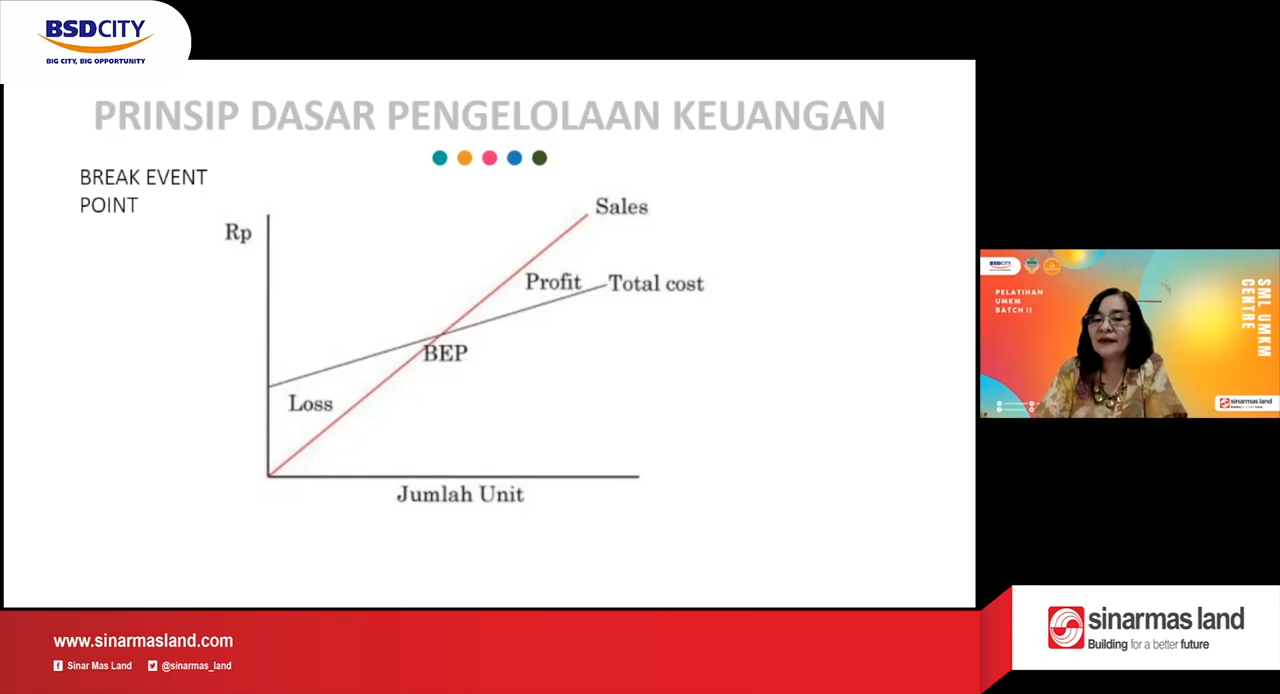 BSDCITY
BIG CITY, BIG OPPORTUNITY
PRINSIP DASAR PENGELOLAAN KEUANGAN
BREAK EVENT
POINT
Rp
Sales
Profit
Total cost
BEP
Loss
Jumlah Unit
BSDCITY
PELATIHAN
UMKM
BATCH II
SML UMKM
CENTRE
sinarmas land
www.sinarmasland.com
Sinar Mas Land
@sinarmas_land
sinarmas land
Building for a better future